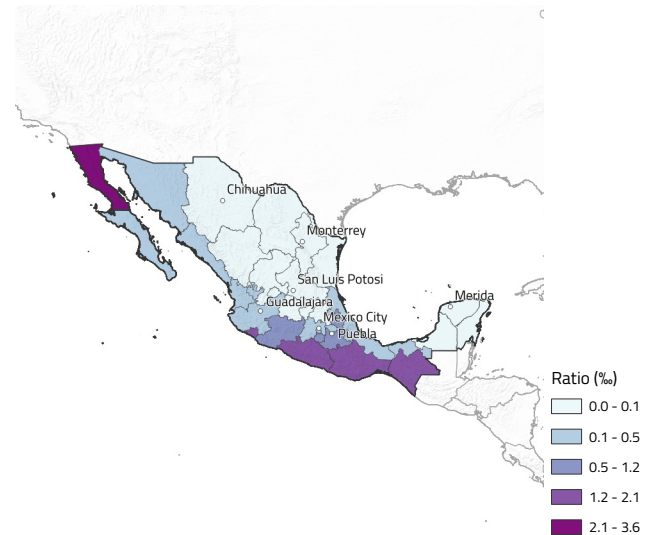 Chihuahua
Monterrey
San Luis Potosi
Merida
Guadalajara
Mexico City
Puebla
Ratio (‰)
0.0 - 0.1
0.1 - 0.5
0.5 - 1.2
1.2 - 2.1
2.1 - 3.6